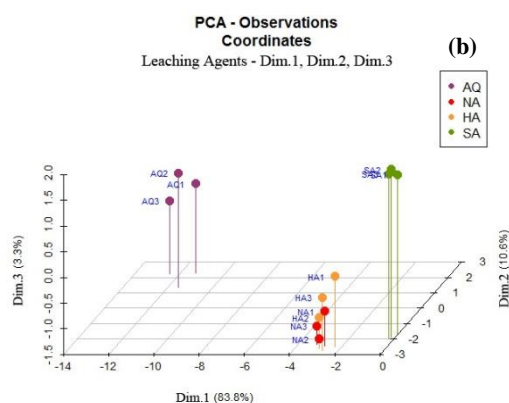 PCA - Observations
Coordinates
(b)
Leaching Agents - Dim.1, Dim.2, Dim.3
AQ
NA
HA
SA
AQ2
AQ1
AQ3
SA2
SA1
HA1
HA3
NA1
HA2
NA3
NA2
Dim.3 (3.3%)
2.0
1.5
1.0
0.5
0.0
-0.5
-1.0
-1.5
-14
-12
-10
-8
-6
-4
-2
0
Dim.1 (83.8%)
3
2
1
0
-1
-2
-3
Dim.2 (10.6%)